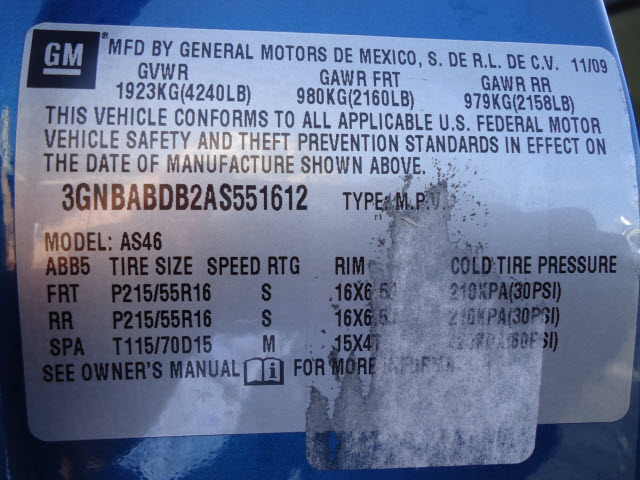 GM ® MFD BY GENERAL MOTORS DE MEXICO, S. DE R.L. DE C.V. 11/09
GVWR GAWR FRT GAWR RR
1923KG(4240LB) 980KG(2160LB) 979KG(2158LB)
THIS VEHICLE CONFORMS TO ALL APPLICABLE U.S. FEDERAL MOTOR
VEHICLE SAFETY AND THEFT PREVENTION STANDARDS IN EFFECT ON
THE DATE OF MANUFACTURE SHOWN ABOVE.
3GNBABDB2AS551612 TYPE: M.P.V
MODEL: AS46
ABB5 TIRE SIZE SPEED RTG RIM COLD TIRE PRESSURE
FRT P215/55R16 S 16X6.5J 210KPA(30PSI)
RR P215/55R16 S 16X6.5J 210KPA(30PSI)
SPA T115/70D15 M 15X4T (60PSI)
SEE OWNER'S MANUAL FOR MORE